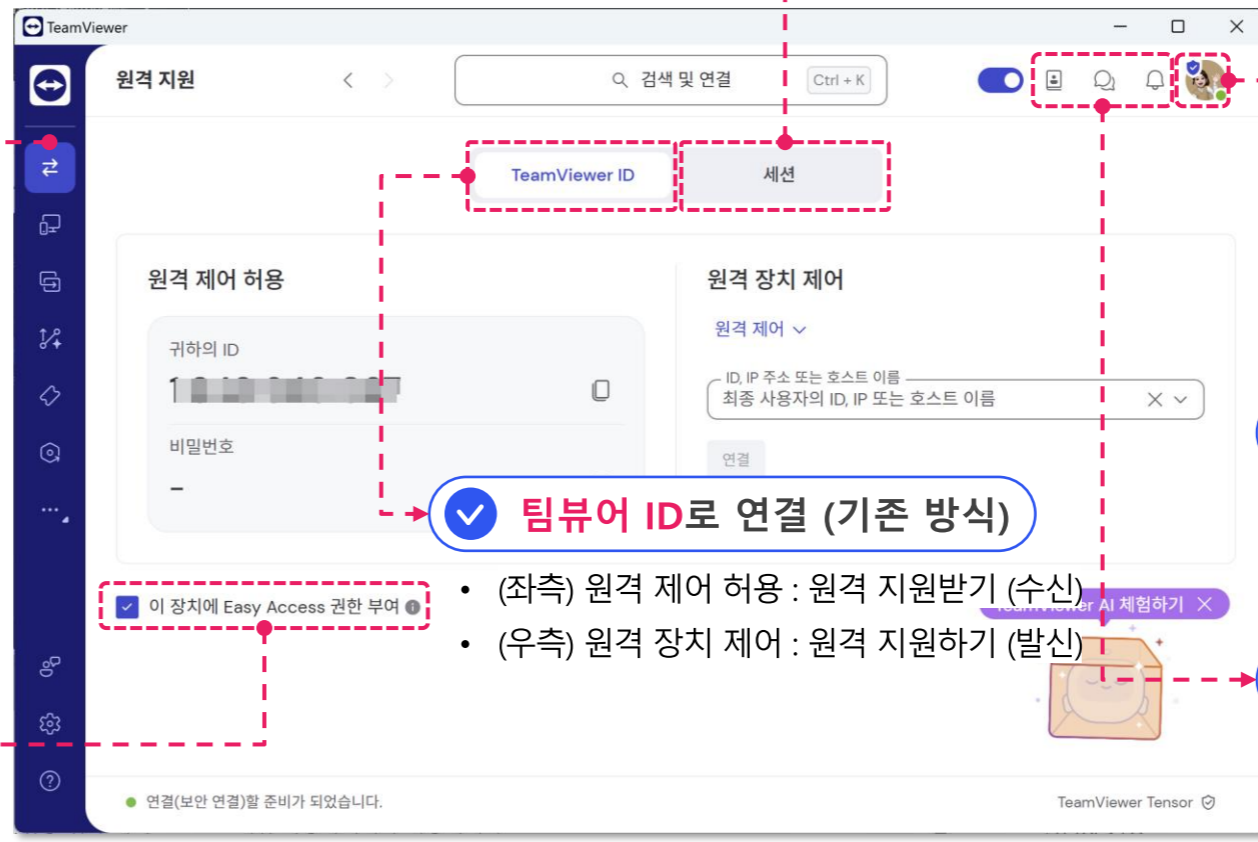 TeamViewer
원격 지원
검색 및 연결
Ctrl + K
TeamViewer ID
세션
원격 제어 허용
귀하의 ID
비밀번호
–
원격 장치 제어
원격 제어
ID, IP 주소 또는 호스트 이름
최종 사용자의 ID, IP 또는 호스트 이름
연결
팀뷰어 ID로 연결 (기존 방식)
• (좌측) 원격 제어 허용 : 원격 지원받기 (수신)
• (우측) 원격 장치 제어 : 원격 지원하기 (발신)
이 장치에 Easy Access 권한 부여
TeamViewer AI 체험하기
연결(보안 연결)할 준비가 되었습니다.
TeamViewer Tensor